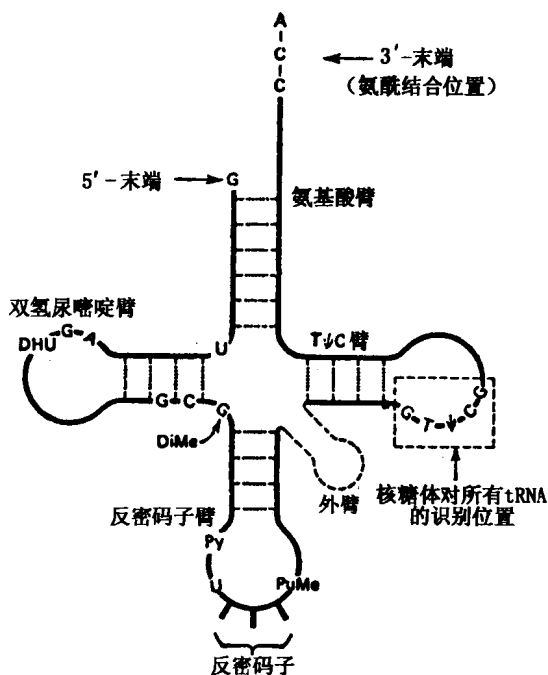 A
C
C
3′-末端
(氨酰结合位置)
5′-末端
G
氨基酸臂
双氢尿嘧啶臂
DHU
G
A
U
TψC臂
G
C
G
DiMe
G
T
ψ
C
G
外臂
核糖体对所有tRNA
的识别位置
反密码子臂
Py
U
PuMe
反密码子